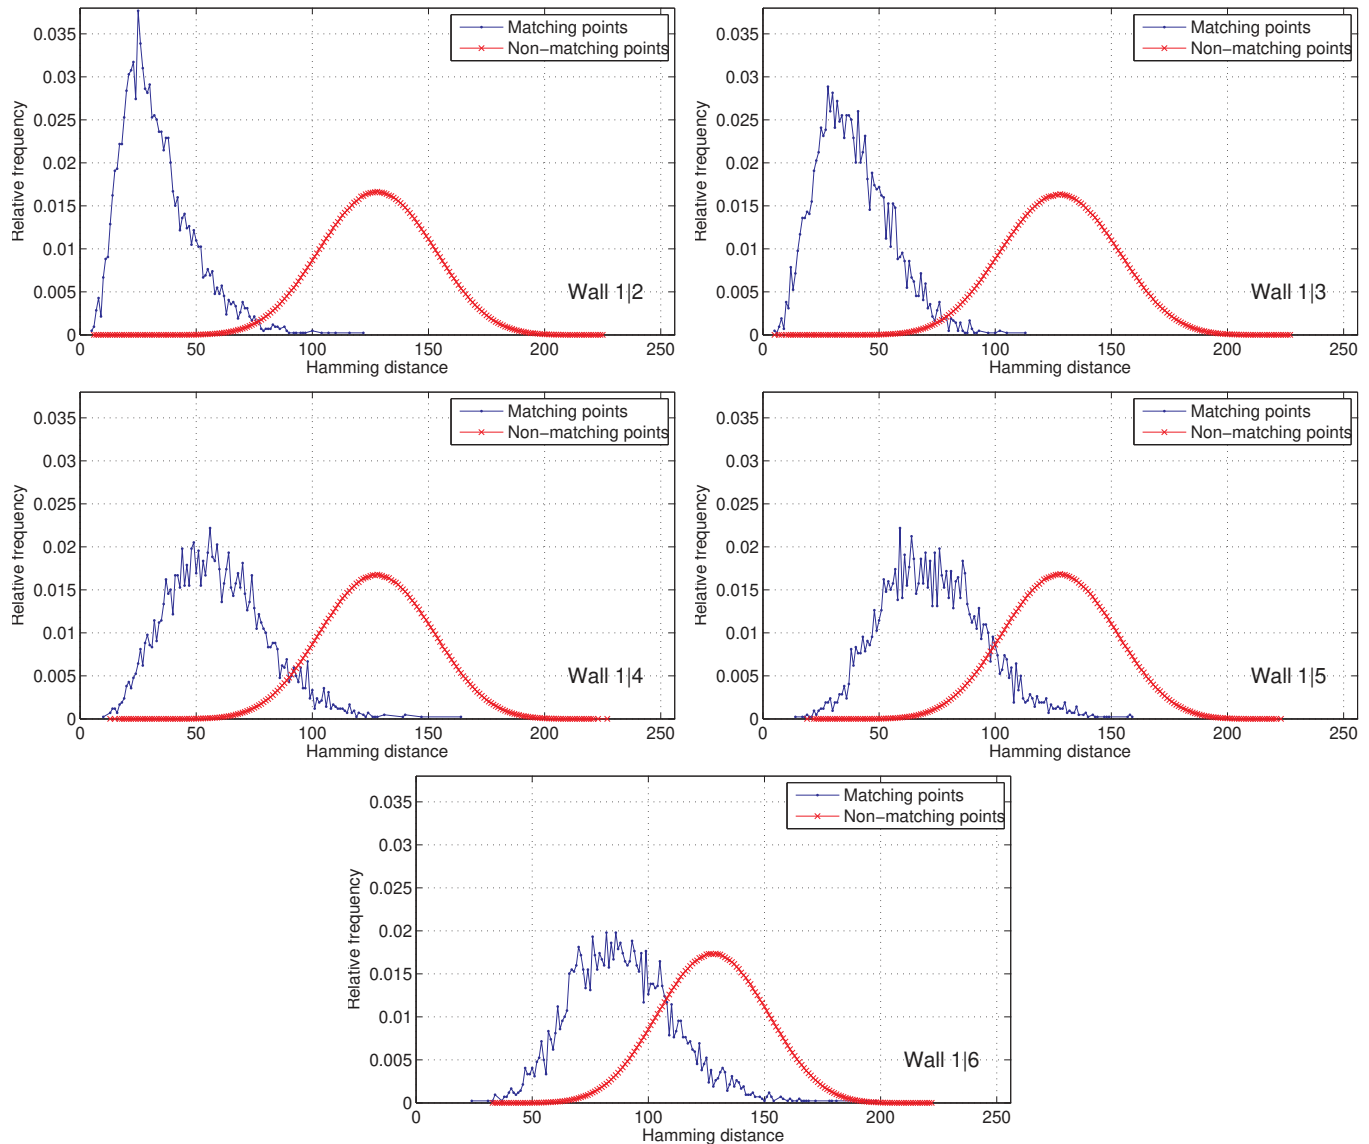 Matching points
Non−matching points
Relative frequency
0.035
0.03
0.025
0.02
0.015
0.01
0.005
0
Wall 1|2
0 50 100 150 200 250
Hamming distance
Matching points
Non−matching points
Relative frequency
0.035
0.03
0.025
0.02
0.015
0.01
0.005
0
Wall 1|3
0 50 100 150 200 250
Hamming distance
Matching points
Non−matching points
Relative frequency
0.035
0.03
0.025
0.02
0.015
0.01
0.005
0
Wall 1|4
0 50 100 150 200 250
Hamming distance
Matching points
Non−matching points
Relative frequency
0.035
0.03
0.025
0.02
0.015
0.01
0.005
0
Wall 1|5
0 50 100 150 200 250
Hamming distance
Matching points
Non−matching points
Relative frequency
0.035
0.03
0.025
0.02
0.015
0.01
0.005
0
Wall 1|6
0 50 100 150 200 250
Hamming distance